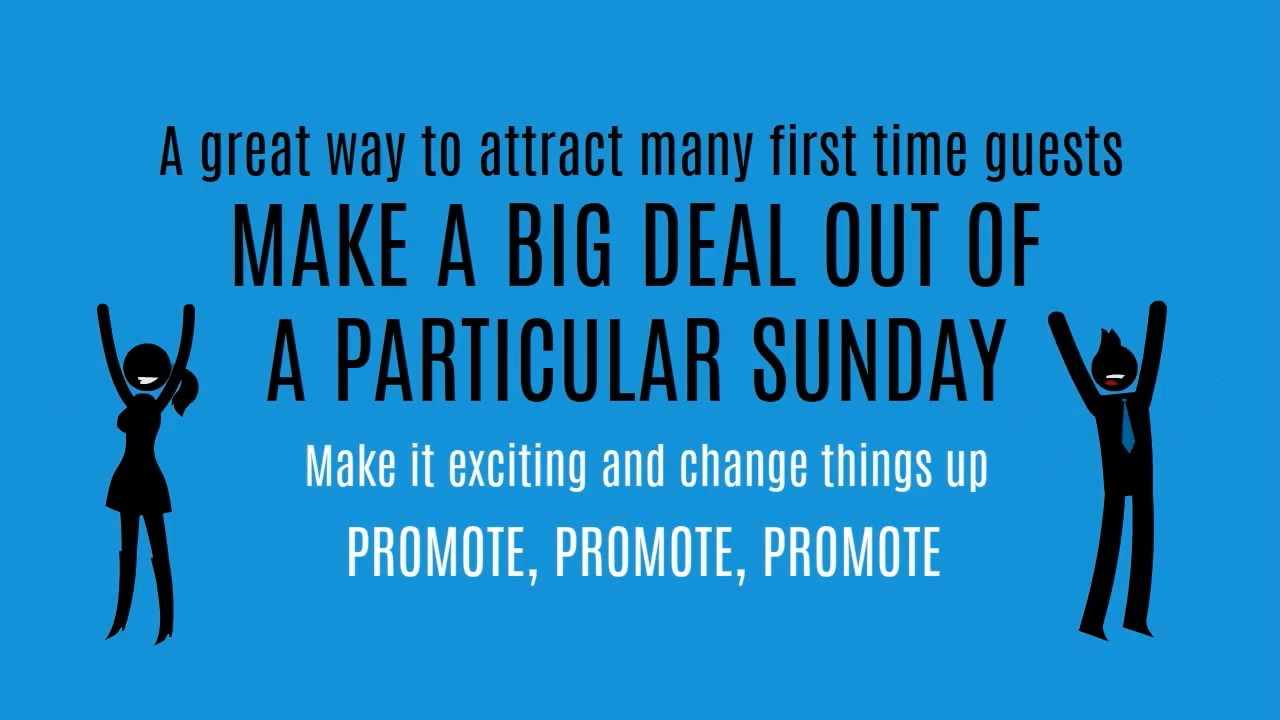 A great way to attract many first time guests
MAKE A BIG DEAL OUT OF
A PARTICULAR SUNDAY
Make it exciting and change things up
PROMOTE, PROMOTE, PROMOTE